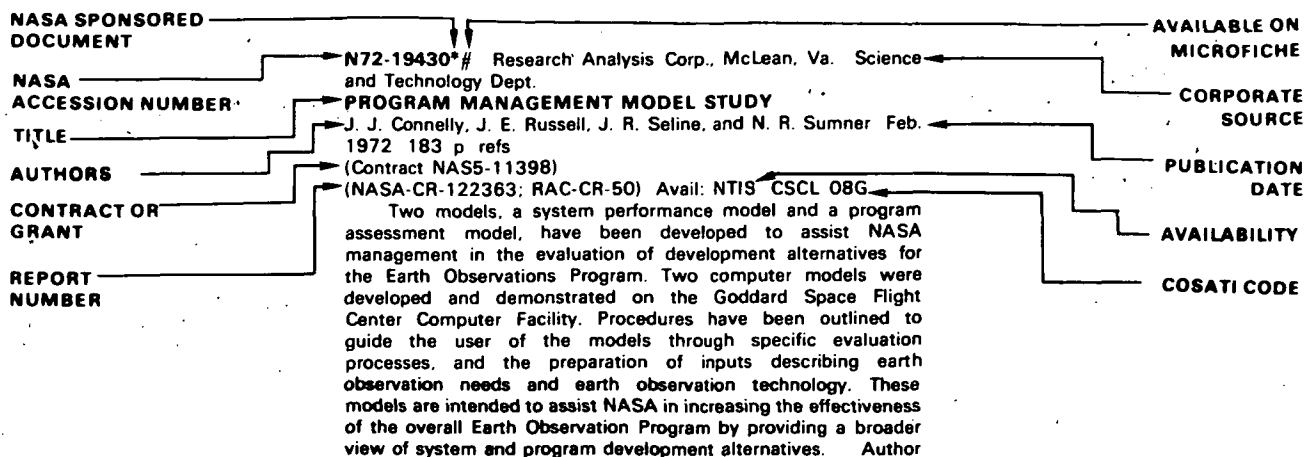 NASA SPONSORED
DOCUMENT
NASA
ACCESSION NUMBER
TITLE
AUTHORS
CONTRACT OR
GRANT
REPORT
NUMBER
N72-19430*# Research Analysis Corp., McLean, Va. Science
and Technology Dept.
PROGRAM MANAGEMENT MODEL STUDY
J. J. Connelly, J. E. Russell, J. R. Seline, and N. R. Sumner Feb.
1972 183 p refs
(Contract NAS5-11398)
(NASA-CR-122363; RAC-CR-50) Avail: NTIS CSCL 08G
Two models, a system performance model and a program
assessment model, have been developed to assist NASA
management in the evaluation of development alternatives for
the Earth Observations Program. Two computer models were
developed and demonstrated on the Goddard Space Flight
Center Computer Facility. Procedures have been outlined to
guide the user of the models through specific evaluation
processes, and the preparation of inputs describing earth
observation needs and earth observation technology. These
models are intended to assist NASA in increasing the effectiveness
of the overall Earth Observation Program by providing a broader
view of system and program development alternatives. Author
AVAILABLE ON
MICROFICHE
CORPORATE
SOURCE
PUBLICATION
DATE
AVAILABILITY
COSATI CODE